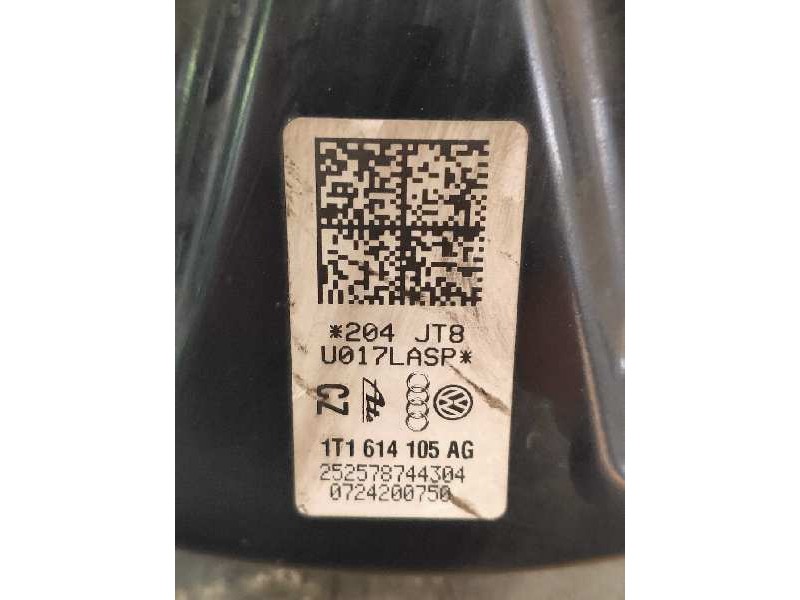 *204 JT8
U017LASP*
CZ
1T1 614 105 AG
252578744304
0724200750